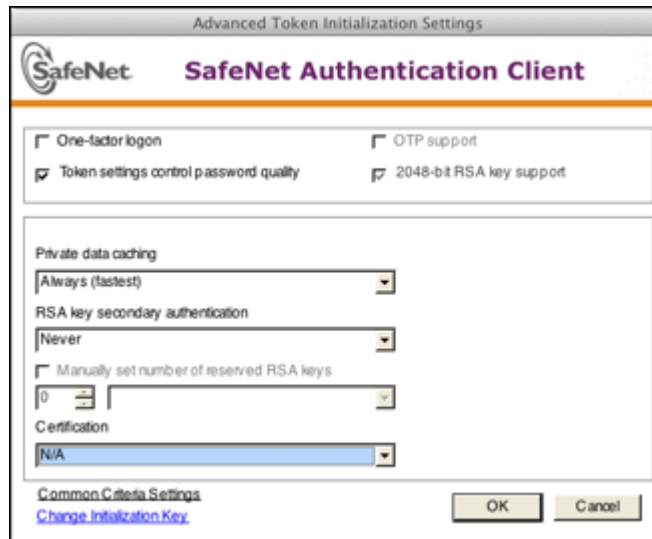 Advanced Token Initialization Settings
SafeNet. SafeNet Authentication Client
One-factor logon OTP support
Token settings control password quality 2048-bit RSA key support
Private data caching
Always (fastest)
RSA key secondary authentication
Never
Manually set number of reserved RSA keys
0
Certification
N/A
Common Criteria Settings
Change Initialization Key
OK Cancel